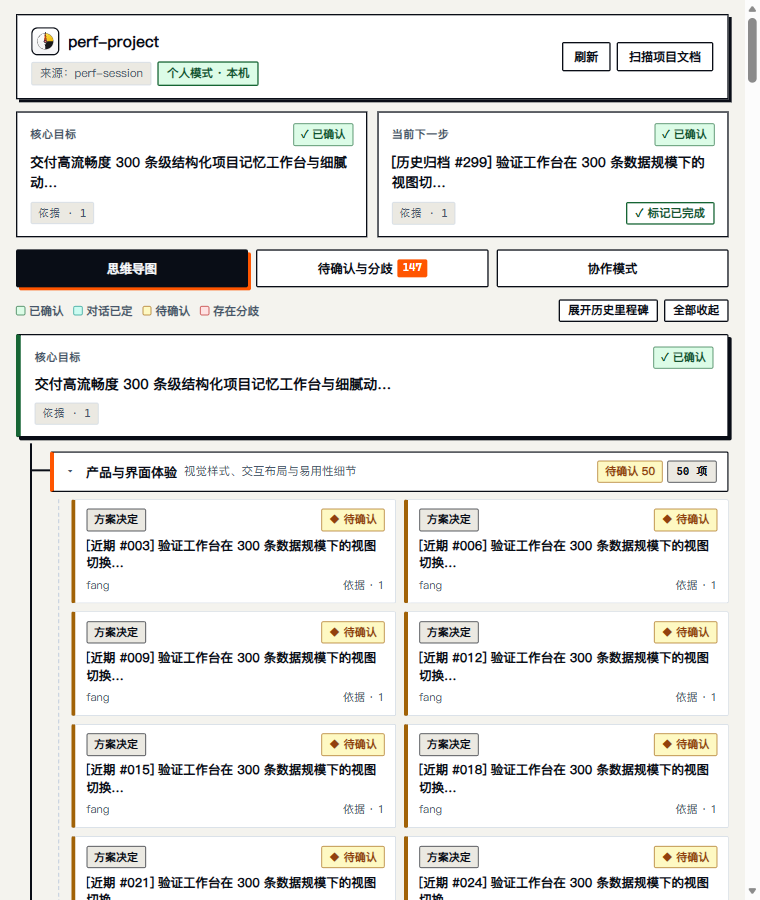 perf-project
来源：perf-session
个人模式 · 本机
刷新
扫描项目文档
核心目标
✓ 已确认
交付高流畅度 300 条级结构化项目记忆工作台与细腻
动…
依据 · 1
当前下一步
✓ 已确认
[历史归档 #299] 验证工作台在 300 条数据规模下的
视图切…
依据 · 1
✓ 标记已完成
思维导图
待确认与分歧 147
协作模式
已确认
对话已定
待确认
存在分歧
展开历史里程碑
全部收起
核心目标
✓ 已确认
交付高流畅度 300 条级结构化项目记忆工作台与细腻动…
依据 · 1
产品与界面体验 视觉样式、交互布局与易用性细节
待确认 50
50 项
方案决定
◆ 待确认
[近期 #003] 验证工作台在 300 条数据规模下的视图
切换…
fang
依据 · 1
方案决定
◆ 待确认
[近期 #006] 验证工作台在 300 条数据规模下的视图
切换…
fang
依据 · 1
方案决定
◆ 待确认
[近期 #009] 验证工作台在 300 条数据规模下的视图
切换…
fang
依据 · 1
方案决定
◆ 待确认
[近期 #012] 验证工作台在 300 条数据规模下的视图
切换…
fang
依据 · 1
方案决定
◆ 待确认
[近期 #015] 验证工作台在 300 条数据规模下的视图
切换…
fang
依据 · 1
方案决定
◆ 待确认
[近期 #018] 验证工作台在 300 条数据规模下的视图
切换…
fang
依据 · 1
方案决定
◆ 待确认
[近期 #021] 验证工作台在 300 条数据规模下的视图
切换…
方案决定
◆ 待确认
[近期 #024] 验证工作台在 300 条数据规模下的视图
切换…